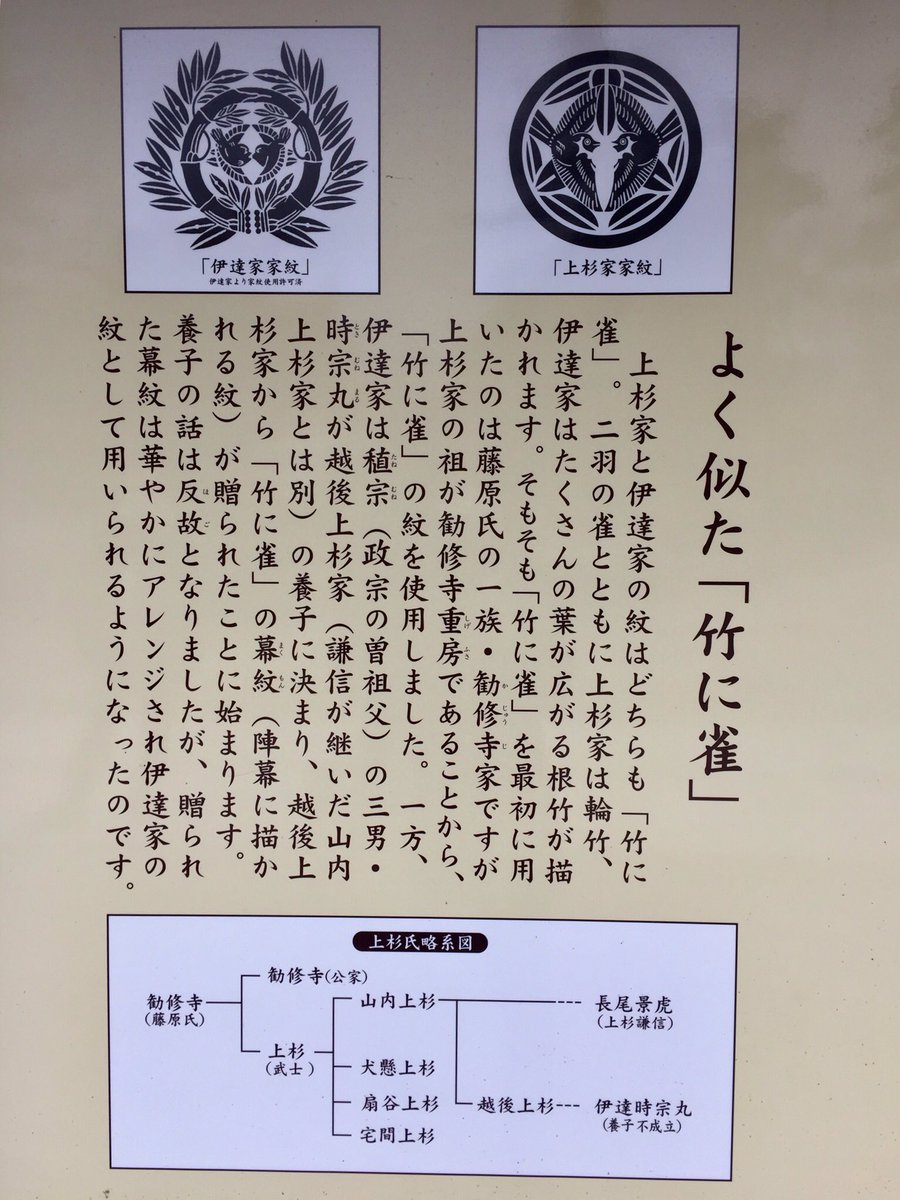 「伊達家家紋」
伊達家より家紋使用許可済
「上杉家家紋」
よく似た「竹に雀」
上杉家と伊達家の紋はどちらも「竹に
雀」。二羽の雀とともに上杉家は輪竹、
伊達家はたくさんの葉が広がる根竹が描
かれます。そもそも「竹に雀」を最初に用
いたのは藤原氏の一族・勧修寺家ですが
上杉家の祖が勧修寺重房であることから、
「竹に雀」の紋を使用しました。一方、
伊達家は稙宗(政宗の曽祖父)の三男・
時宗丸が越後上杉家(謙信が継いだ山内
上杉家とは別)の養子に決まり、越後上
杉家から「竹に雀」の幕紋(陣幕に描か
れる紋)が贈られたことに始まります。
養子の話は反故となりましたが、贈られ
た幕紋は華やかにアレンジされ伊達家の
紋として用いられるようになったのです。
上杉氏略系図
勧修寺
(藤原氏)
勧修寺(公家)
上杉
(武士)
山内上杉
犬懸上杉
扇谷上杉
宅間上杉
越後上杉
長尾景虎
(上杉謙信)
伊達時宗丸
(養子不成立)